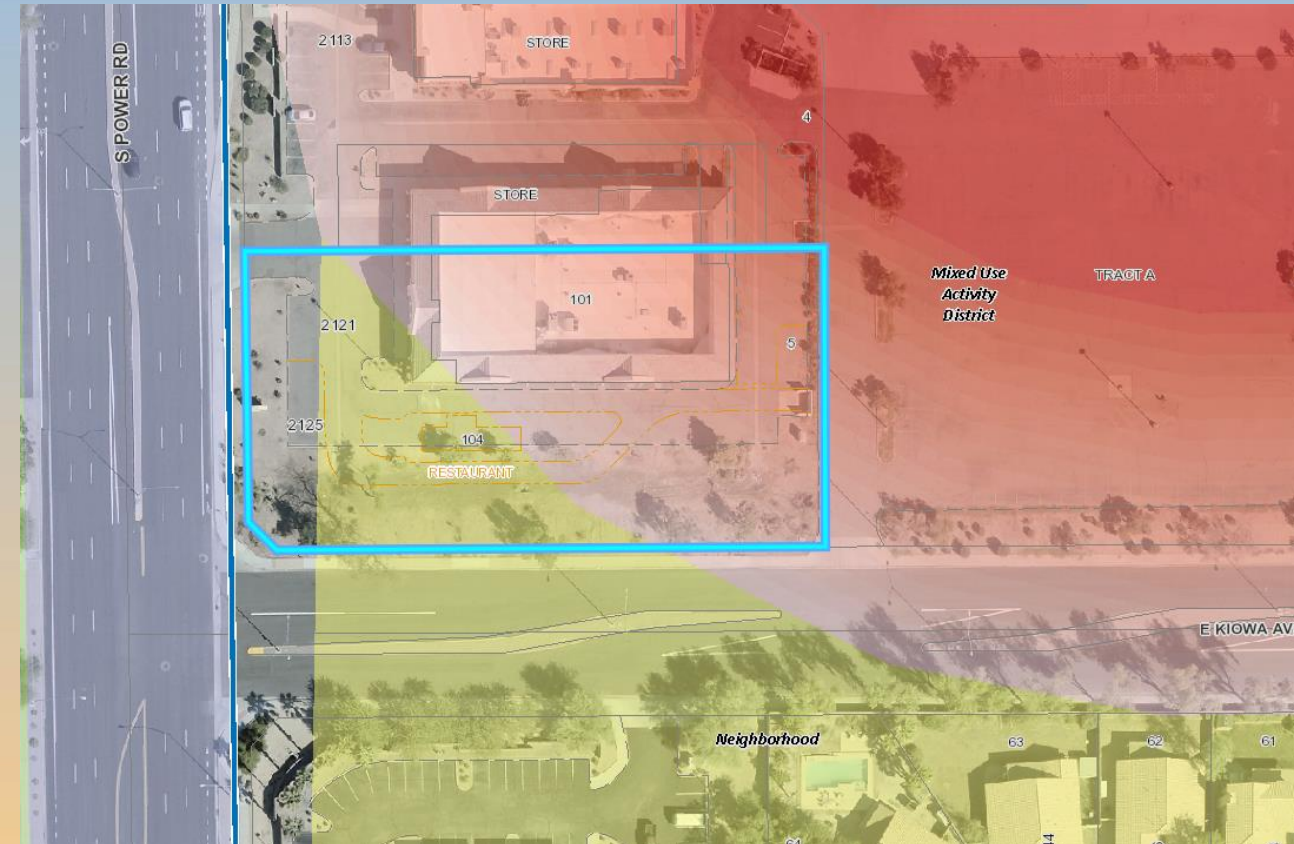 S POWER RD
2113
STORE
4
STORE
Mixed Use
Activity
District
TRACT A
101
2121
5
2125
104
RESTAURANT
E KIOWA AV
Neighborhood
63
62
61